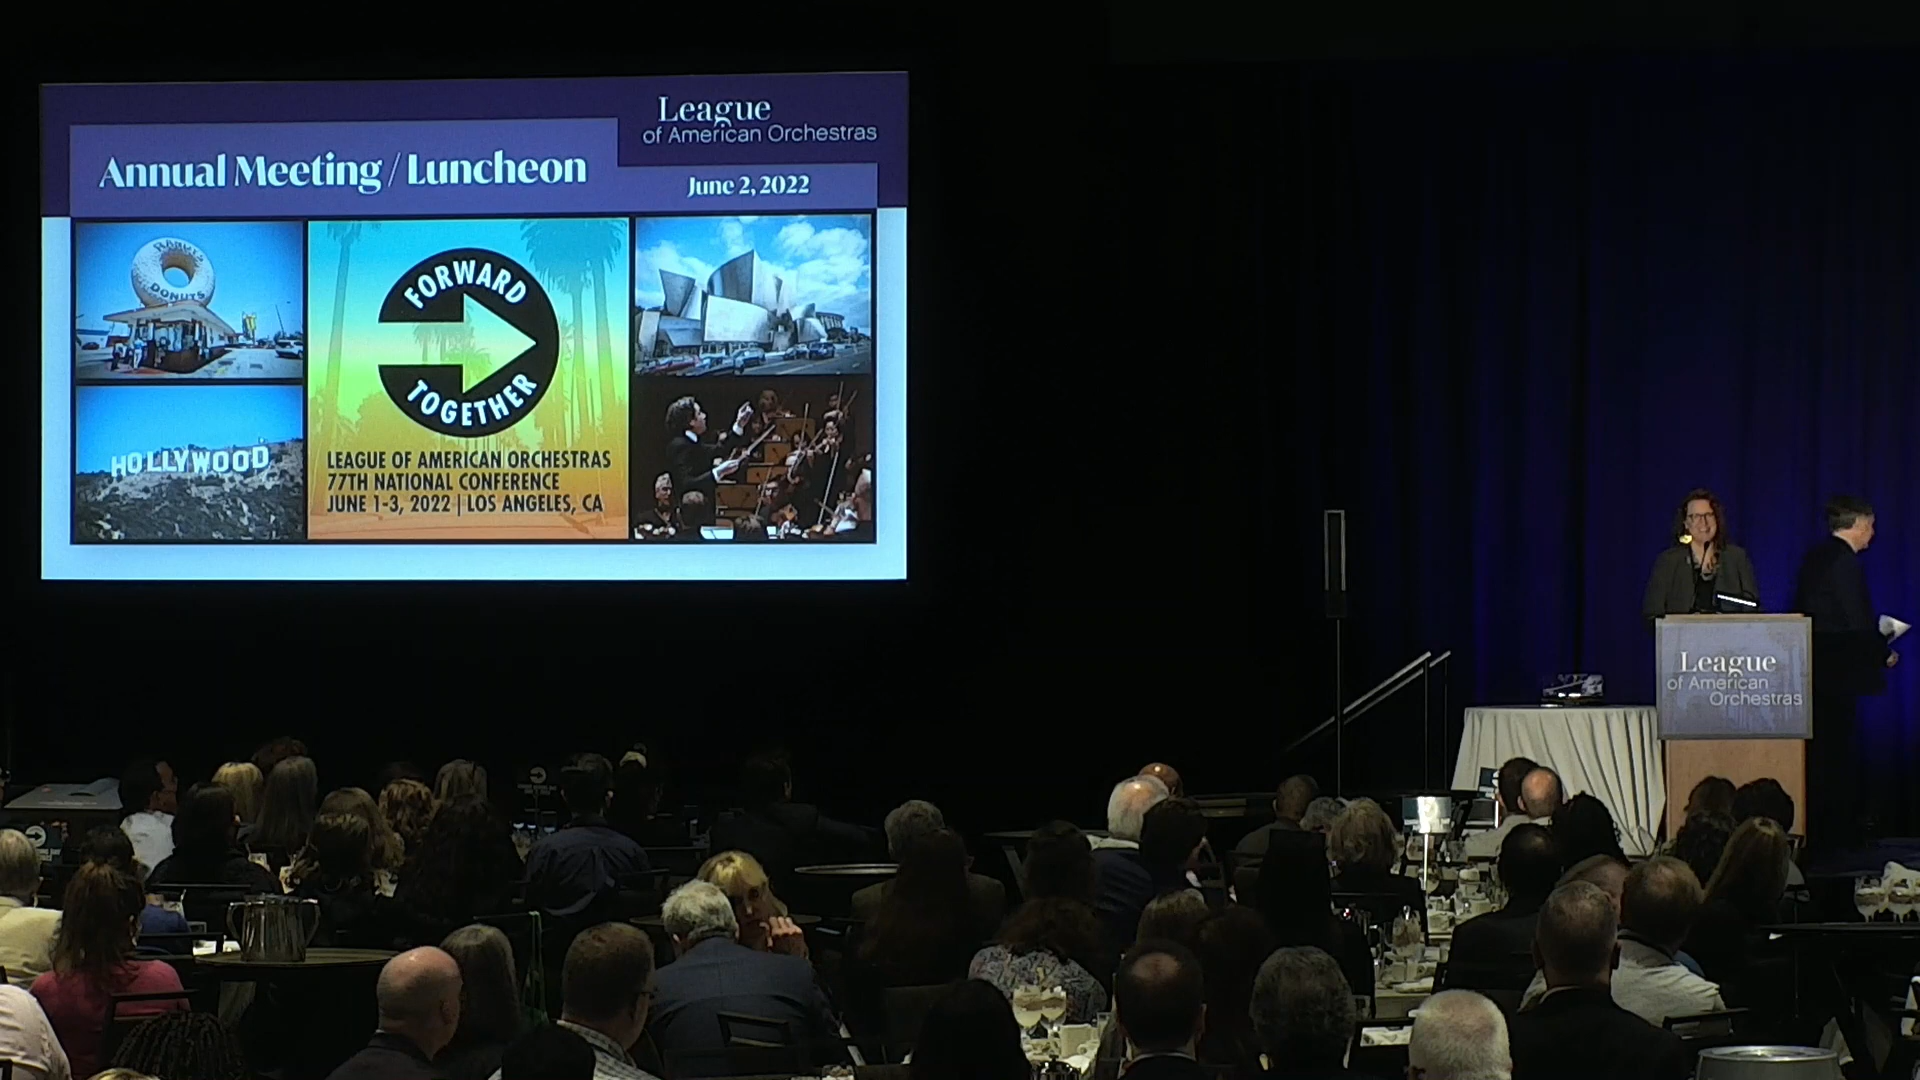 League
of American Orchestras
Annual Meeting / Luncheon
June 2, 2022
RANDY'S
DONUTS
HOLLYWOOD
FORWARD
TOGETHER
LEAGUE OF AMERICAN ORCHESTRAS
77TH NATIONAL CONFERENCE
JUNE 1-3, 2022 | LOS ANGELES, CA
League
of American
Orchestras